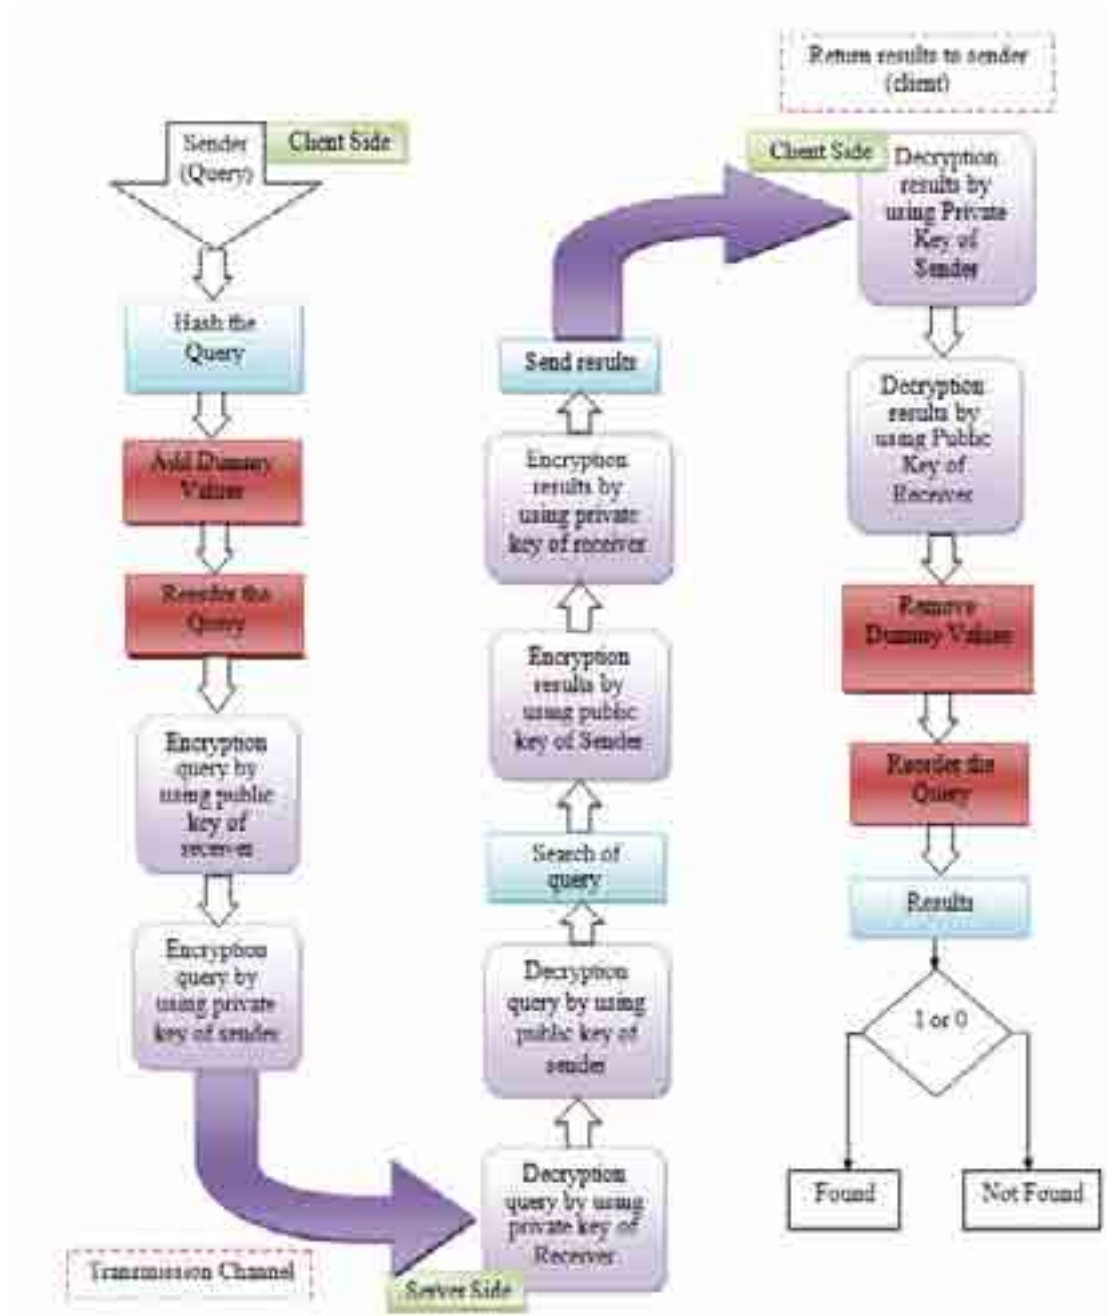 Sender
(Query)
Client Side
Hash the
Query
Add Dummy
Values
Reorder the
Query
Encryption
query by
using public
key of
receiver
Encryption
query by
using private
key of sender
Transmission Channel
Server Side
Decryption
query by using
private key of
Receiver
Decryption
query by using
public key of
sender
Search of
query
Encryption
results by
using public
key of Sender
Encryption
results by
using private
key of receiver
Send results
Return results to sender
(client)
Client Side
Decryption
results by
using Private
Key of
Sender
Decryption
results by
using Public
Key of
Receiver
Remove
Dummy Values
Reorder the
Query
Results
1 or 0
Found
Not Found